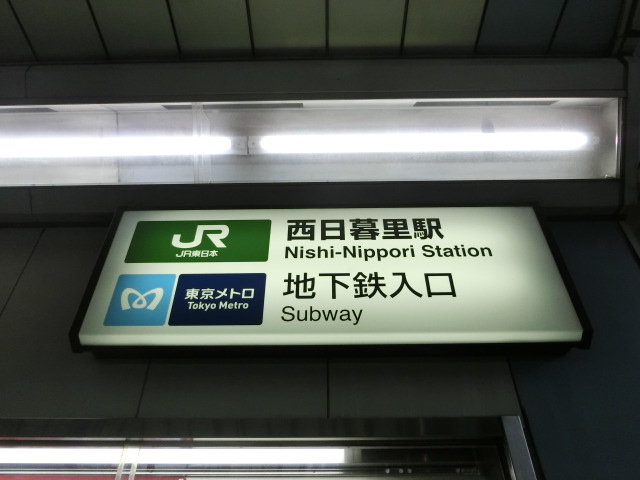 JR
JR東日本
西日暮里駅
Nishi-Nippori Station
東京メトロ
Tokyo Metro
地下鉄入口
Subway